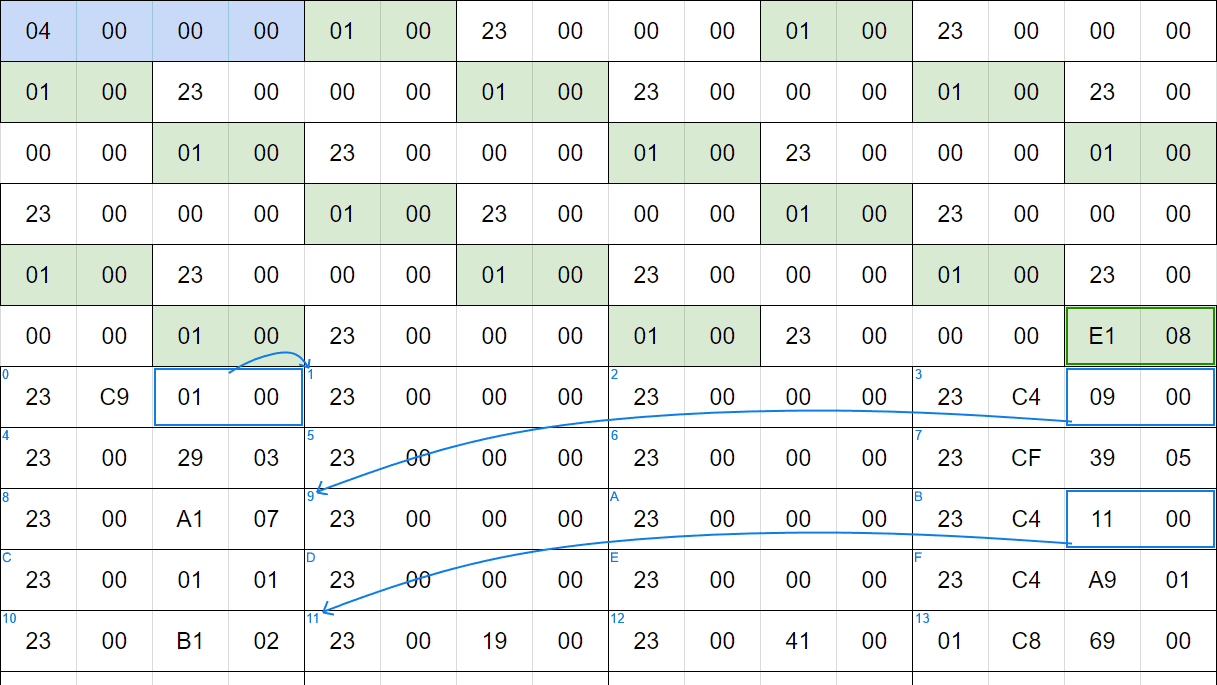 04 00 00 00 01 00 23 00 00 00 01 00 23 00 00 00
01 00 23 00 00 00 01 00 23 00 00 00 01 00 23 00
00 00 01 00 23 00 00 00 01 00 23 00 00 00 01 00
23 00 00 00 01 00 23 00 00 00 01 00 23 00 00 00
01 00 23 00 00 00 01 00 23 00 00 00 01 00 23 00
00 00 01 00 23 00 00 00 01 00 23 00 00 00 E1 08
0 1 2 3
23 C9 01 00 23 00 00 00 23 00 00 00 23 C4 09 00
4 5 6 7
23 00 29 03 23 00 00 00 23 00 00 00 23 CF 39 05
8 9 A B
23 00 A1 07 23 00 00 00 23 00 00 00 23 C4 11 00
C D E F
23 00 01 01 23 00 00 00 23 00 00 00 23 C4 A9 01
10 11 12 13
23 00 B1 02 23 00 19 00 23 00 41 00 01 C8 69 00